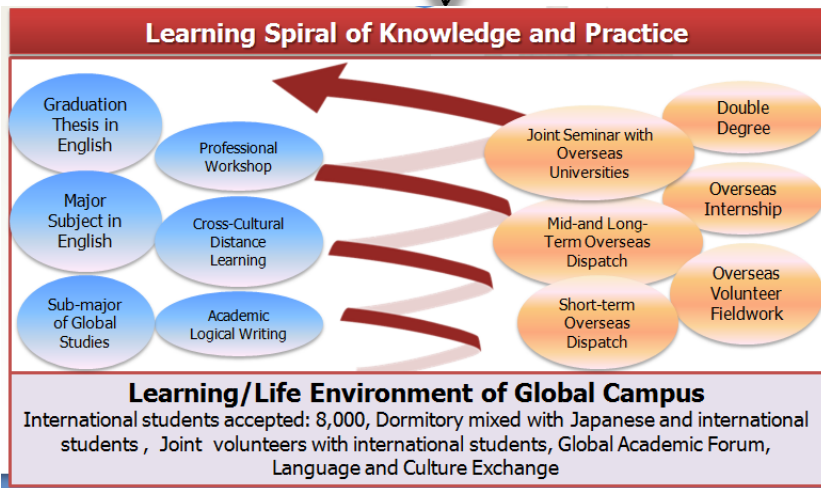 Learning Spiral of Knowledge and Practice
Graduation
Thesis in
English
Professional
Workshop
Major
Subject in
English
Cross-Cultural
Distance
Learning
Sub-major
of Global
Studies
Academic
Logical Writing
Joint Seminar with
Overseas
Universities
Double
Degree
Mid-and Long-
Term Overseas
Dispatch
Overseas
Internship
Short-term
Overseas
Dispatch
Overseas
Volunteer
Fieldwork
Learning/Life Environment of Global Campus
International students accepted: 8,000, Dormitory mixed with Japanese and international
students , Joint volunteers with international students, Global Academic Forum,
Language and Culture Exchange